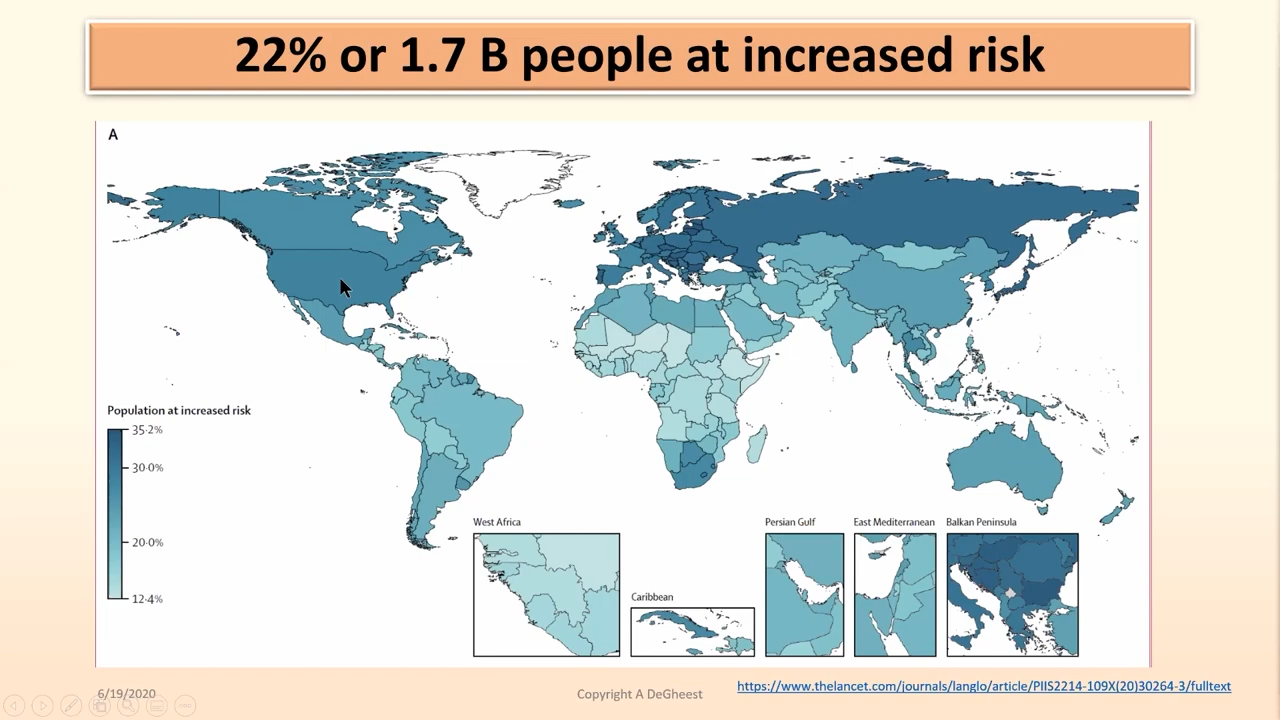 22% or 1.7 B people at increased risk
A
Population at increased risk
35·2%
30·0%
20·0%
12·4%
West Africa
Caribbean
Persian Gulf
East Mediterranean
Balkan Peninsula
6/19/2020
Copyright A DeGheest
https://www.thelancet.com/journals/langlo/article/PIIS2214-109X(20)30264-3/fulltext